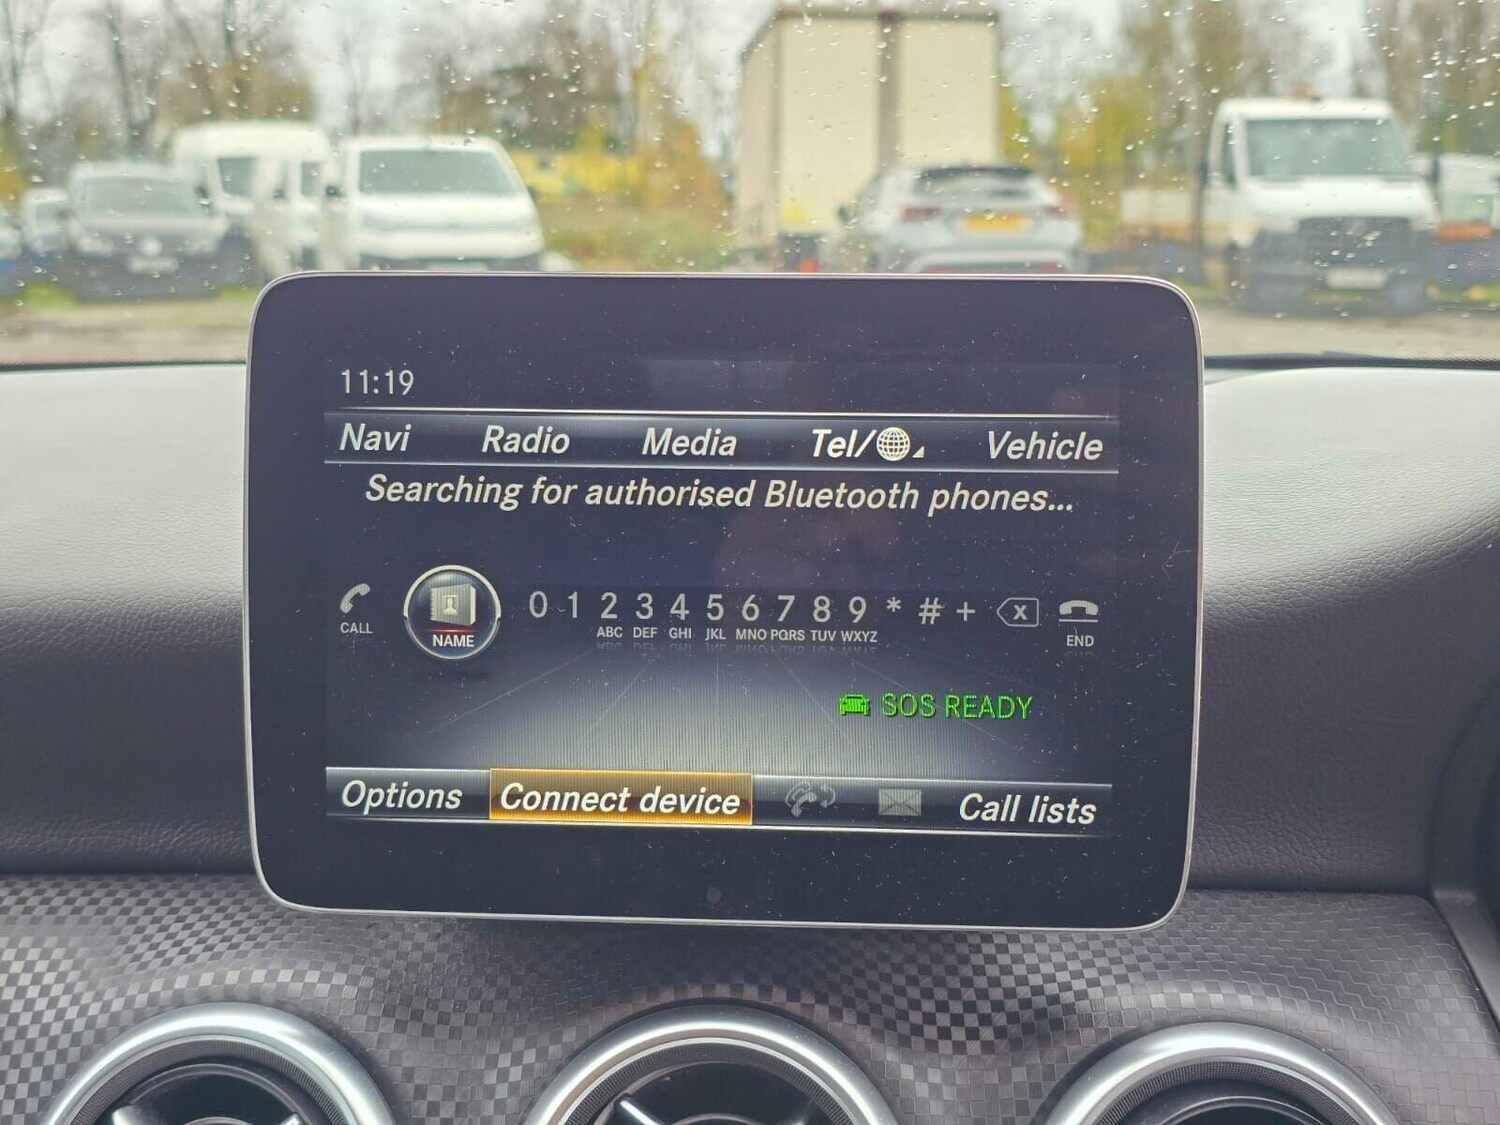 11:19
Navi Radio Media Tel/ Vehicle
Searching for authorised Bluetooth phones...
CALL NAME 0 1 2 3 4 5 6 7 8 9 * # + X END
ABC DEF GHI JKL MNO PQRS TUV WXYZ
SOS READY
Options Connect device Call lists